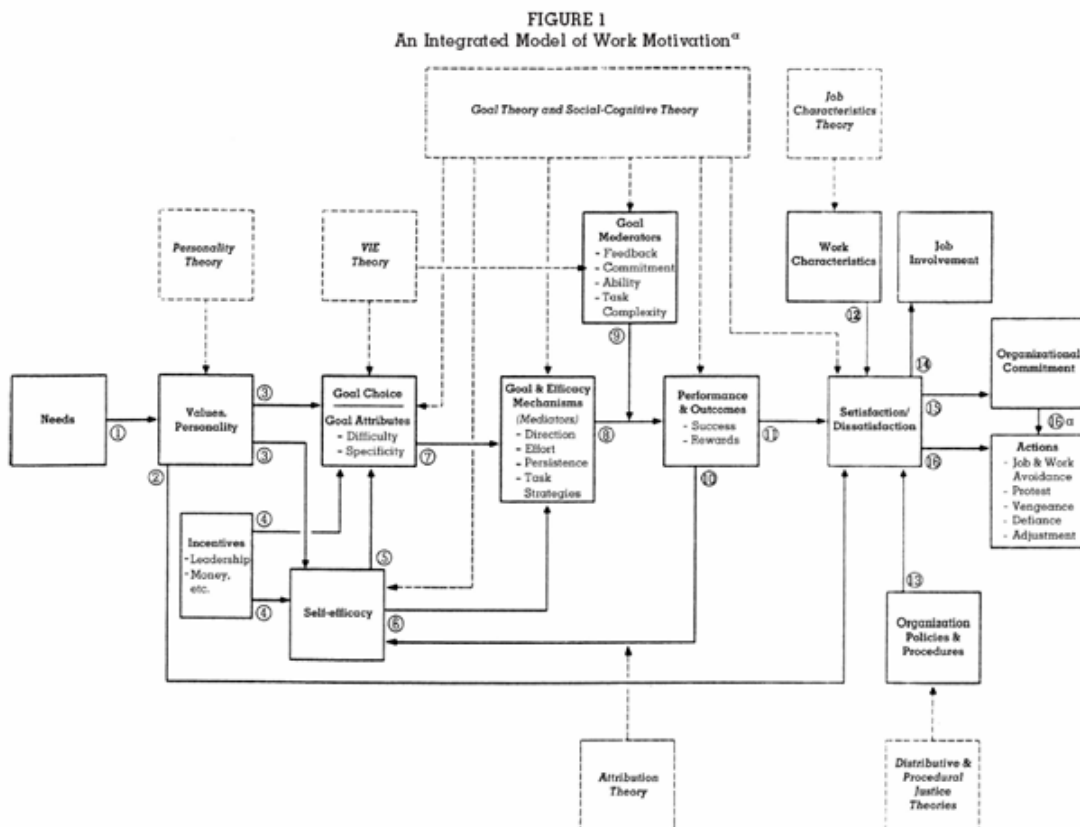 FIGURE 1
An Integrated Model of Work Motivationᵅ
Goal Theory and Social-Cognitive Theory
Job
Characteristics
Theory
Personality
Theory
VIE
Theory
Goal
Moderators
- Feedback
- Commitment
- Ability
- Task
Complexity
⑨
Work
Characteristics
⑫
Job
Involvement
⑭
Needs
①
Values,
Personality
③
③
②
Goal Choice
Goal Attributes
- Difficulty
- Specificity
⑦
Goal & Efficacy
Mechanisms
(Mediators)
- Direction
- Effort
- Persistence
- Task
Strategies
⑧
Performance
& Outcomes
- Success
- Rewards
⑪
⑩
Setisfaction/
Dissatisfaction
⑮
⑯
Organizational
Commitment
⑯α
Actions
- Job & Work
Avoidance
- Protest
- Vengeance
- Defiance
- Adjustment
Incentives
- Leadership
- Money,
etc.
④
④
⑤
Self-efficacy
⑥
⑬
Organization
Policies &
Procedures
Attribution
Theory
Distributive &
Procedural
Justice
Theories